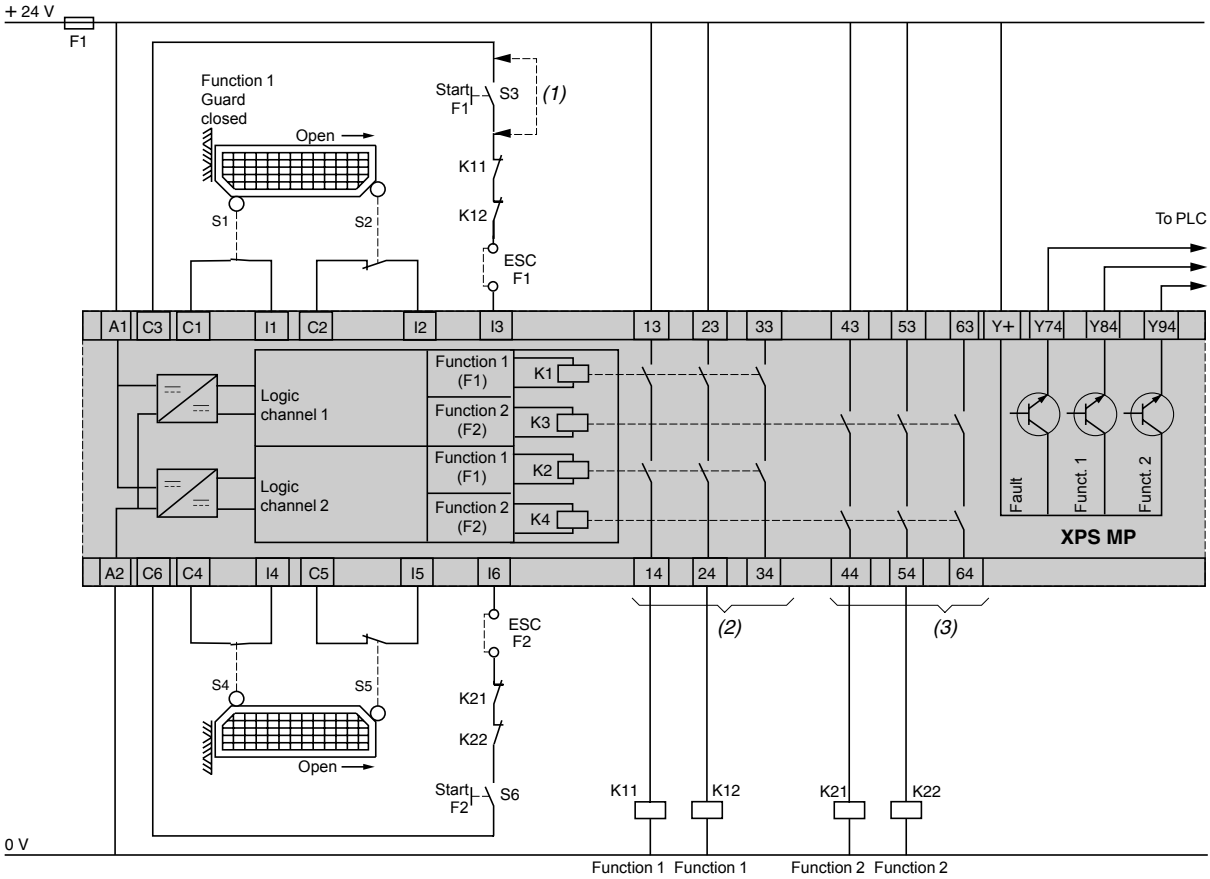 + 24 V
F1
Function 1
Guard
closed
Open
S1
S2
Start
F1
S3
(1)
K11
K12
ESC
F1
To PLC
A1
C3
C1
I1
C2
I2
I3
13
23
33
43
53
63
Y+
Y74
Y84
Y94
Logic
channel 1
Function 1
(F1)
K1
Function 2
(F2)
K3
Logic
channel 2
Function 1
(F1)
K2
Function 2
(F2)
K4
Fault
Funct. 1
Funct. 2
XPS MP
A2
C6
C4
I4
C5
I5
I6
14
24
34
44
54
64
(2)
(3)
ESC
F2
S4
S5
K21
K22
Open
Start
F2
S6
K11
K12
K21
K22
0 V
Function 1
Function 1
Function 2
Function 2